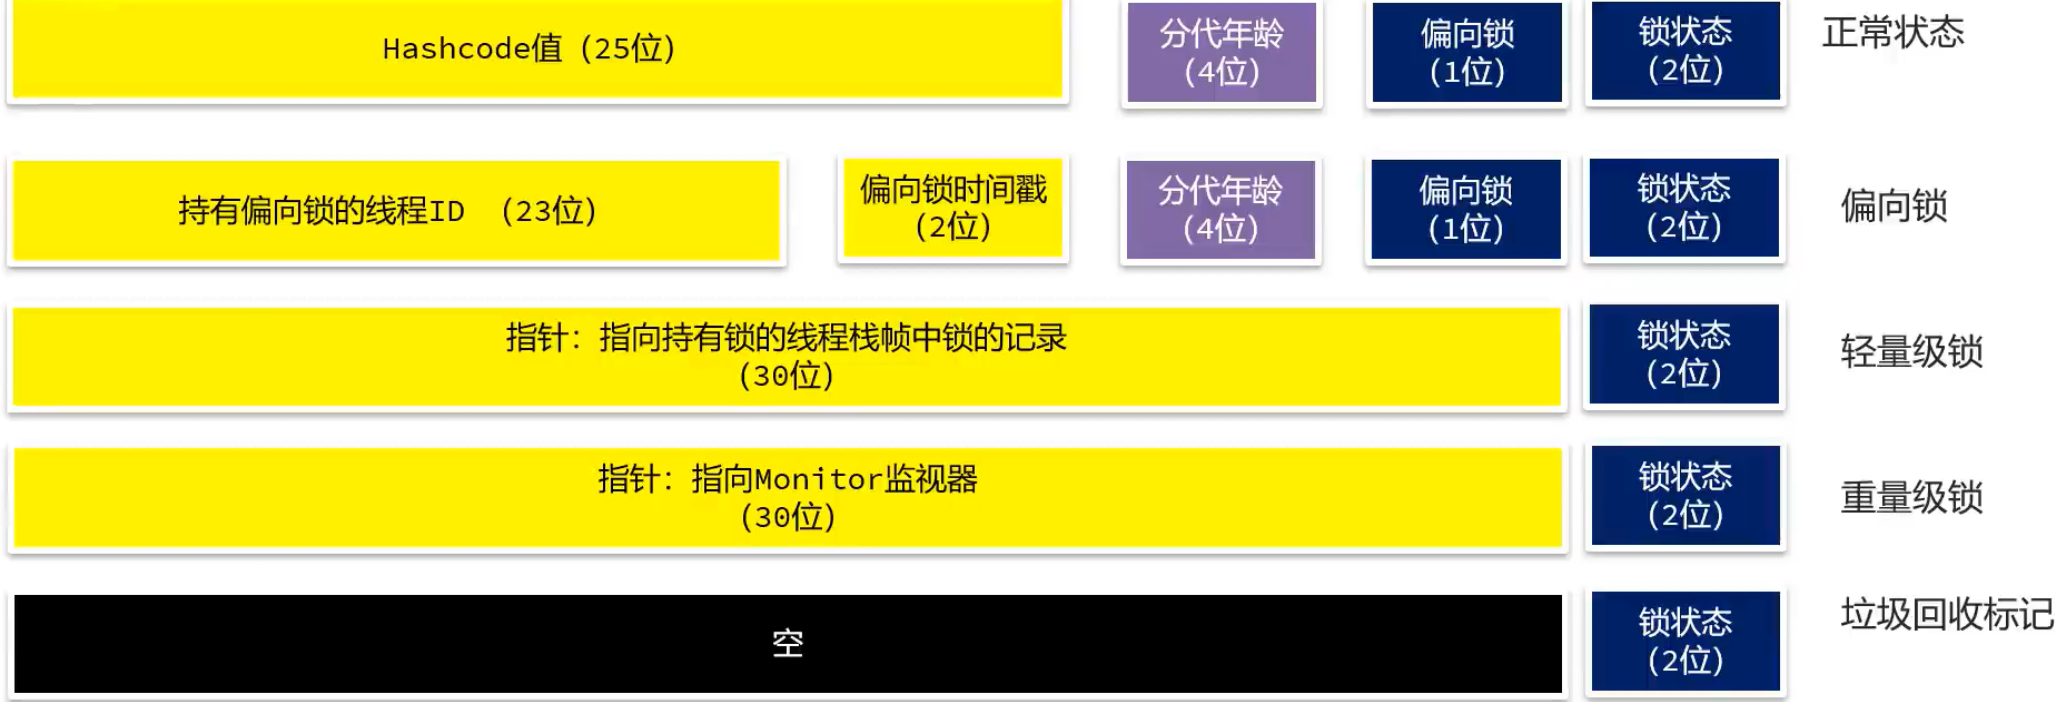 Hashcode值 (25位)
分代年龄
(4位)
偏向锁
(1位)
锁状态
(2位)
正常状态
持有偏向锁的线程ID (23位)
偏向锁时间戳
(2位)
分代年龄
(4位)
偏向锁
(1位)
锁状态
(2位)
偏向锁
指针：指向持有锁的线程栈帧中锁的记录
(30位)
锁状态
(2位)
轻量级锁
指针：指向Monitor监视器
(30位)
锁状态
(2位)
重量级锁
空
锁状态
(2位)
垃圾回收标记